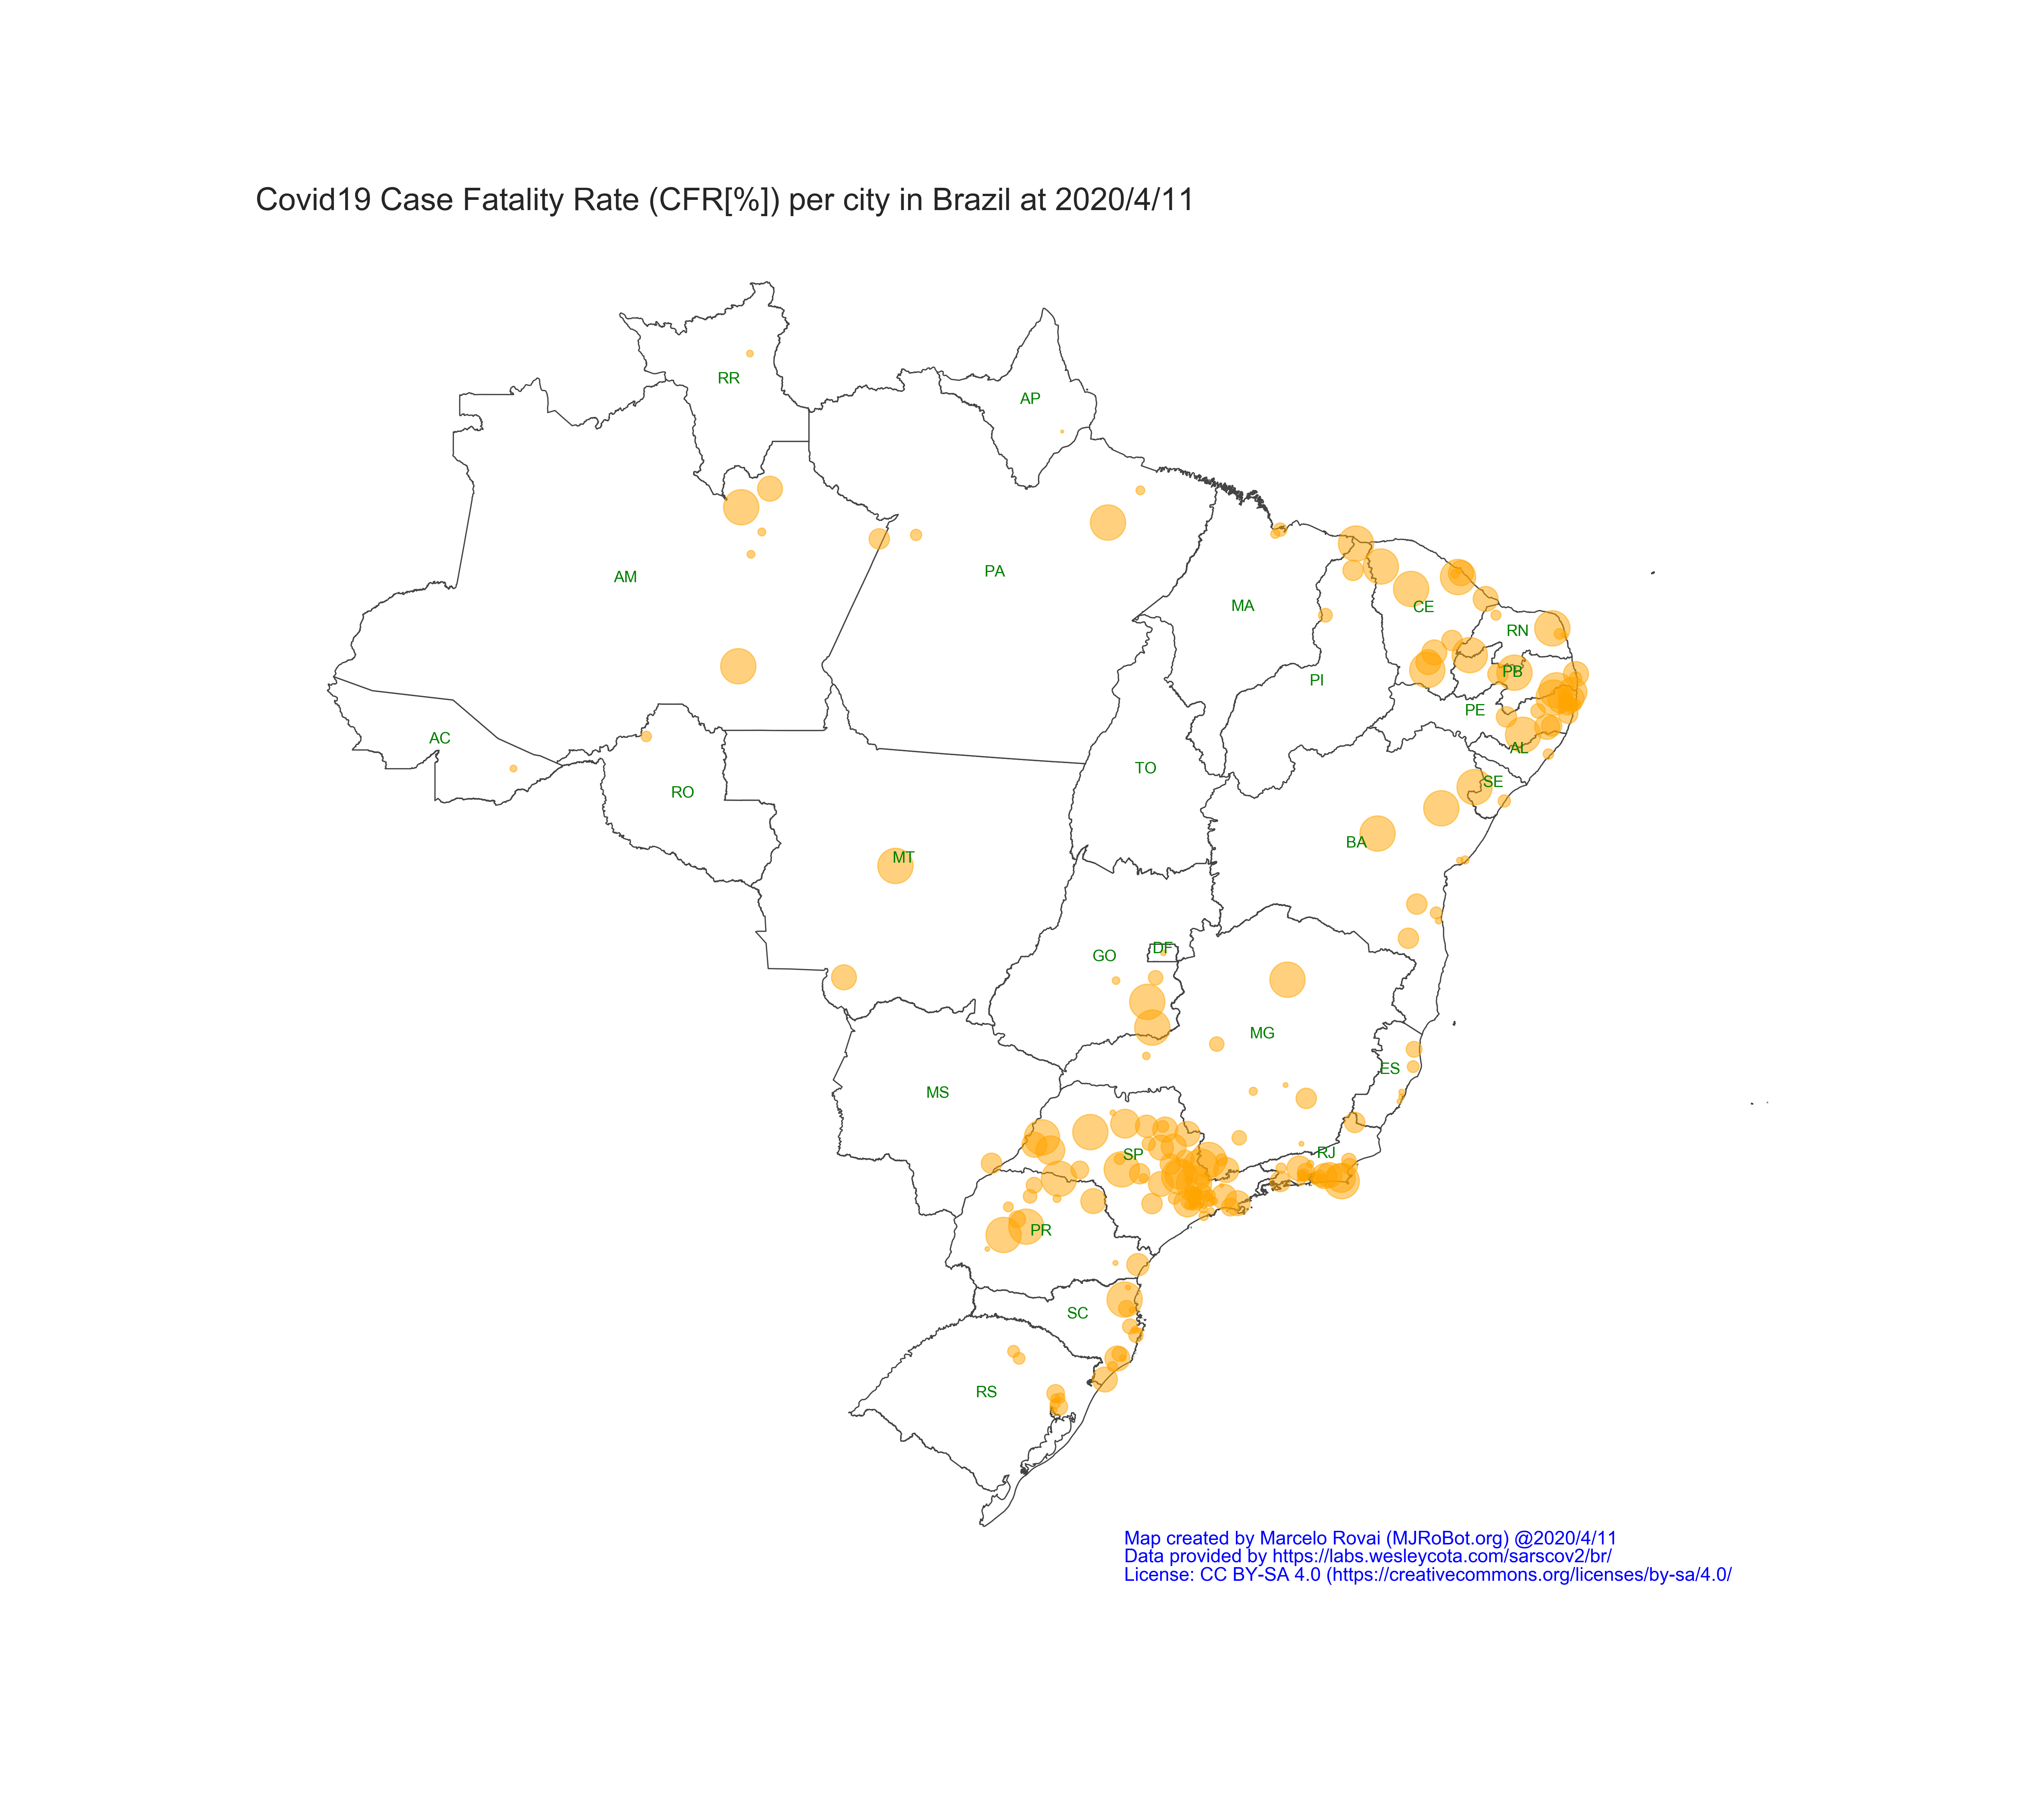 Covid19 Case Fatality Rate (CFR[%]) per city in Brazil at 2020/4/11
RR
AP
AM
PA
MA
CE
RN
PB
PI
PE
AC
AL
TO
SE
RO
BA
MT
DF
GO
MG
ES
MS
RJ
SP
PR
SC
RS
Map created by Marcelo Rovai (MJRoBot.org) @2020/4/11
Data provided by https://labs.wesleycota.com/sarscov2/br/
License: CC BY-SA 4.0 (https://creativecommons.org/licenses/by-sa/4.0/